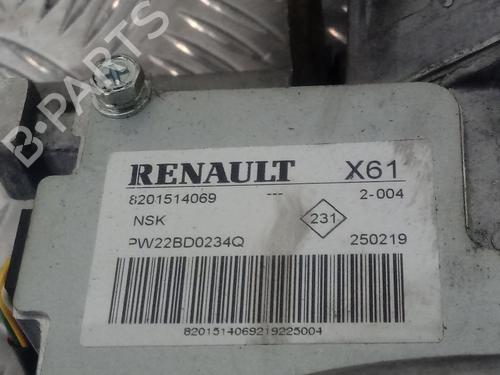 B-PARTS
RENAULT X61
8201514069 --- 2-004
NSK 231
PW22BD0234Q 250219
8201514069219225004